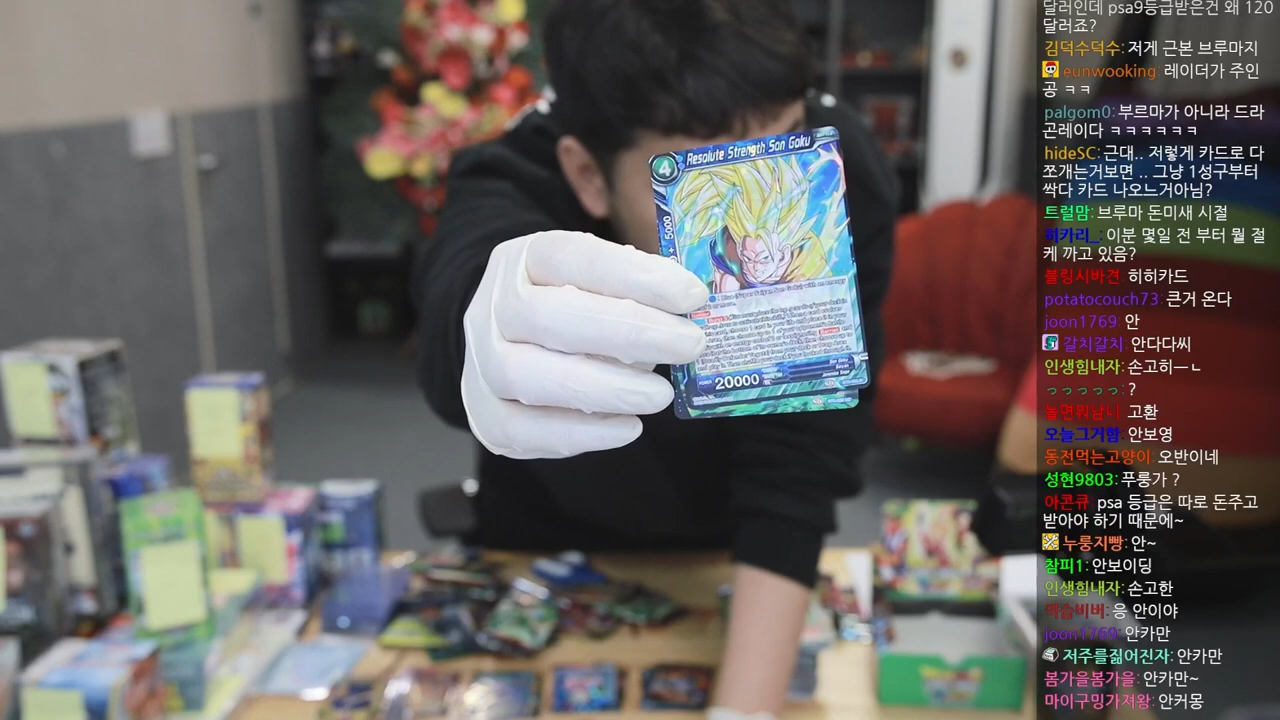 4
Resolute Strength Son Goku
5000
POWER 20000
Son Goku
Saiyan
달러인데 psa9등급받은건 왜 120
달러죠?
김덕수덕수: 저게 근본 브루마지
eunwooking: 레이더가 주인
공 ㅋㅋ
palgom0: 부르마가 아니라 드라
곤레이다 ㅋㅋㅋㅋㅋㅋ
hideSC: 근대.. 저렇게 카드로 다
쪼개는거보면 .. 그냥 1성구부터
싹다 카드 나오느거아님?
트럴맘: 브루마 돈미새 시절
히카리_: 이분 몇일 전 부터 뭘 절
케 까고 있음?
블링시바견: 히히카드
potatocouch73: 큰거 온다
joon1769: 안
갈치갈치: 안다다씨
인생힘내자: 손고히ㅡㄴ
ㄱㄱㄱㄱㄱ: ?
고환
오늘그거함: 안보영
동전먹는고양이: 오반이네
성현9803: 푸룽가 ?
아콘큐: psa 등급은 따로 돈주고
받아야 하기 때문에~
누룽지빵: 안~
참피1: 안보이딩
인생힘내자: 손고한
응 안이야
joon1769: 안카만
저주를짊어진자: 안카만
봄가을봄가을: 안카만~
마이구밍가저왕: 안커몽